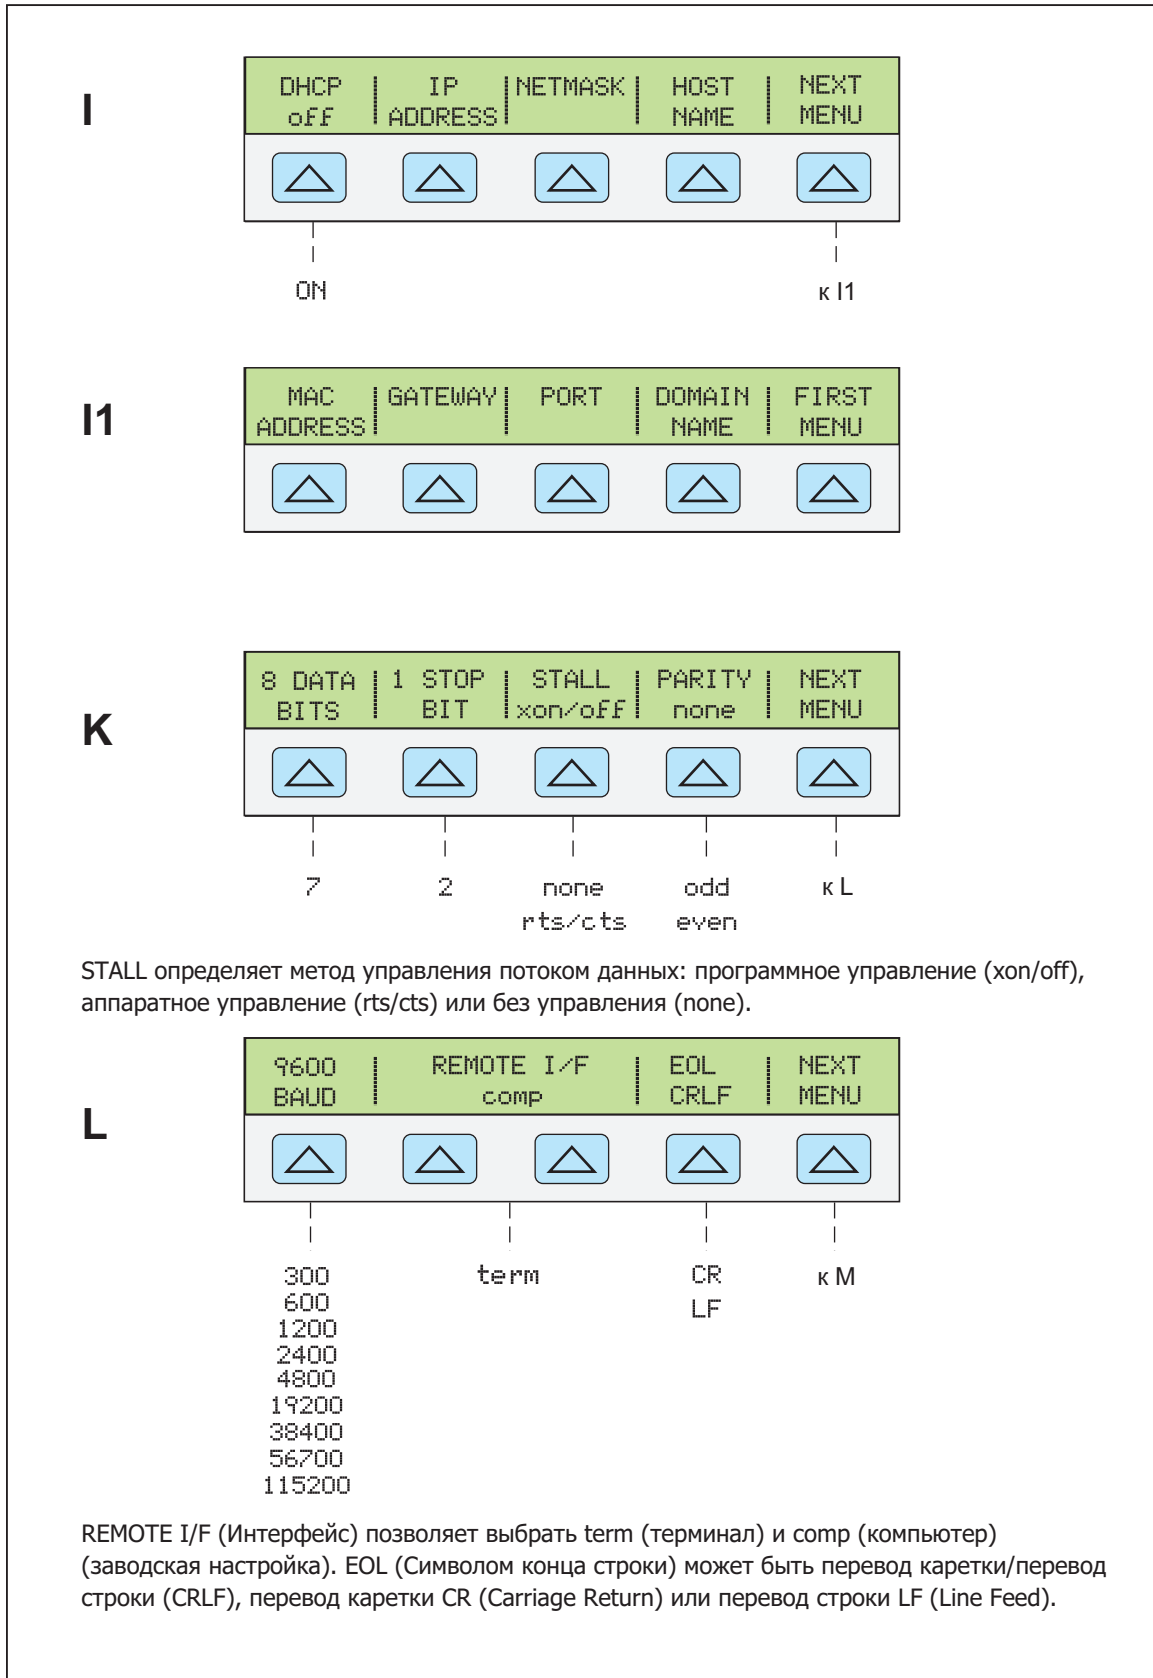 I
DHCP IP NETMASK HOST NEXT
off ADDRESS NAME MENU
ON к I1
I1
MAC GATEWAY PORT DOMAIN FIRST
ADDRESS NAME MENU
K
8 DATA 1 STOP STALL PARITY NEXT
BITS BIT xon/off none MENU
7 2 none odd к L
rts/cts even
STALL определяет метод управления потоком данных: программное управление (xon/off),
аппаратное управление (rts/cts) или без управления (none).
L
9600 REMOTE I/F EOL NEXT
BAUD comp CRLF MENU
300 term CR к M
600 LF
1200
2400
4800
19200
38400
56700
115200
REMOTE I/F (Интерфейс) позволяет выбрать term (терминал) и comp (компьютер)
(заводская настройка). EOL (Символом конца строки) может быть перевод каретки/перевод
строки (CRLF), перевод каретки CR (Carriage Return) или перевод строки LF (Line Feed).